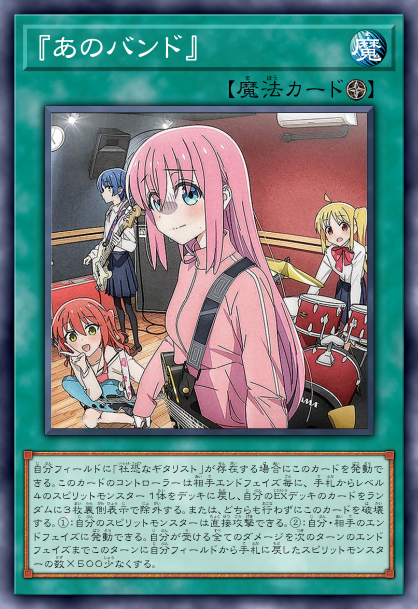 『あのバンド』
魔
【魔法カード】
自分フィールドに「社恐なギタリスト」が存在する場合にこのカードを発動で
きる。このカードのコントローラーは相手エンドフェイズ毎に、手札からレベル
4のスピリットモンスター1体をデッキに戻し、自分のEXデッキのカードをラン
ダムに3枚裏側表示で除外する。または、どちらも行わずにこのカードを破壊
する。①：自分のスピリットモンスターは直接攻撃できる。②：自分・相手のエン
ドフェイズに発動できる。自分が受ける全てのダメージを次のターンのエンド
フェイズまでこのターンに自分フィールドから手札に戻したスピリットモンスタ
ーの数×500少なくする。